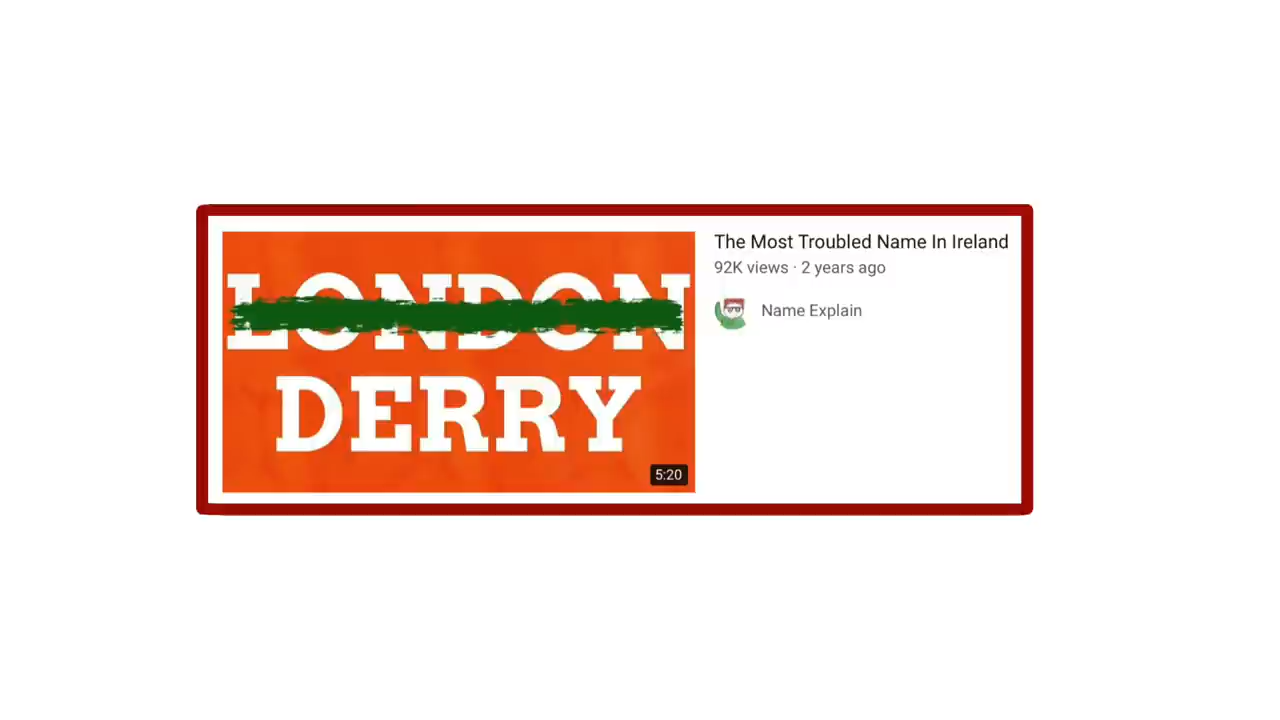 LONDON
DERRY
5:20
The Most Troubled Name In Ireland
92K views · 2 years ago
Name Explain